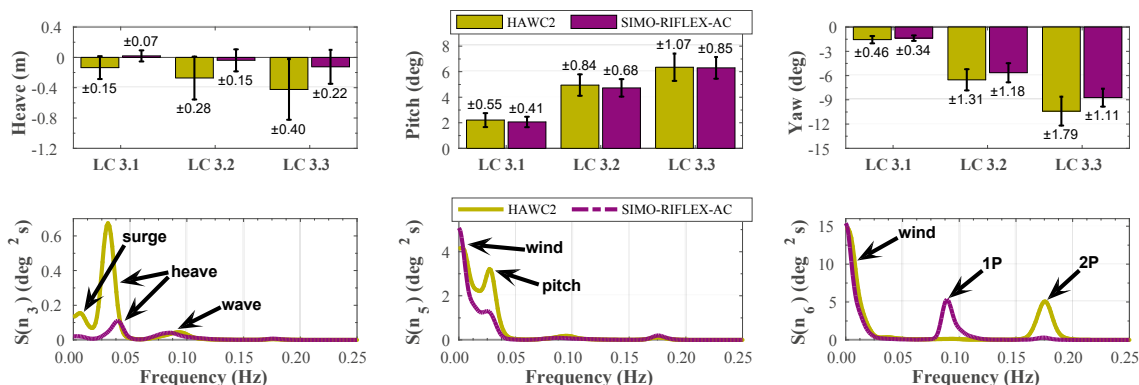 Heave (m)
0.4
0
-0.4
-0.8
-1.2
±0.15
±0.07
±0.28
±0.15
±0.40
±0.22
LC 3.1 LC 3.2 LC 3.3
HAWC2 SIMO-RIFLEX-AC
Pitch (deg)
8
6
4
2
0
±0.55
±0.41
±0.84
±0.68
±1.07
±0.85
LC 3.1 LC 3.2 LC 3.3
Yaw (deg)
0
-3
-6
-9
-12
-15
±0.46
±0.34
±1.31
±1.18
±1.79
±1.11
LC 3.1 LC 3.2 LC 3.3
S(n3) (deg2s)
0.6
0.4
0.2
0
surge
heave
wave
0.00 0.05 0.10 0.15 0.20 0.25
Frequency (Hz)
HAWC2 SIMO-RIFLEX-AC
S(n5) (deg2s)
5
4
3
2
1
0
wind
pitch
0.00 0.05 0.10 0.15 0.20 0.25
Frequency (Hz)
S(n6) (deg2s)
15
10
5
0
wind
1P
2P
0.00 0.05 0.10 0.15 0.20 0.25
Frequency (Hz)